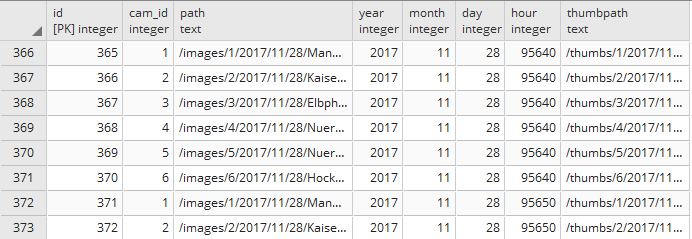 id cam_id path year month day hour thumbpath
[PK] integer integer text integer integer integer integer text
366 365 1 /images/1/2017/11/28/Man... 2017 11 28 95640 /thumbs/1/2017/11...
367 366 2 /images/2/2017/11/28/Kaise... 2017 11 28 95640 /thumbs/2/2017/11...
368 367 3 /images/3/2017/11/28/Elbph... 2017 11 28 95640 /thumbs/3/2017/11...
369 368 4 /images/4/2017/11/28/Nuer... 2017 11 28 95640 /thumbs/4/2017/11...
370 369 5 /images/5/2017/11/28/Nuer... 2017 11 28 95640 /thumbs/5/2017/11...
371 370 6 /images/6/2017/11/28/Hock... 2017 11 28 95640 /thumbs/6/2017/11...
372 371 1 /images/1/2017/11/28/Man... 2017 11 28 95650 /thumbs/1/2017/11...
373 372 2 /images/2/2017/11/28/Kaise... 2017 11 28 95650 /thumbs/2/2017/11...